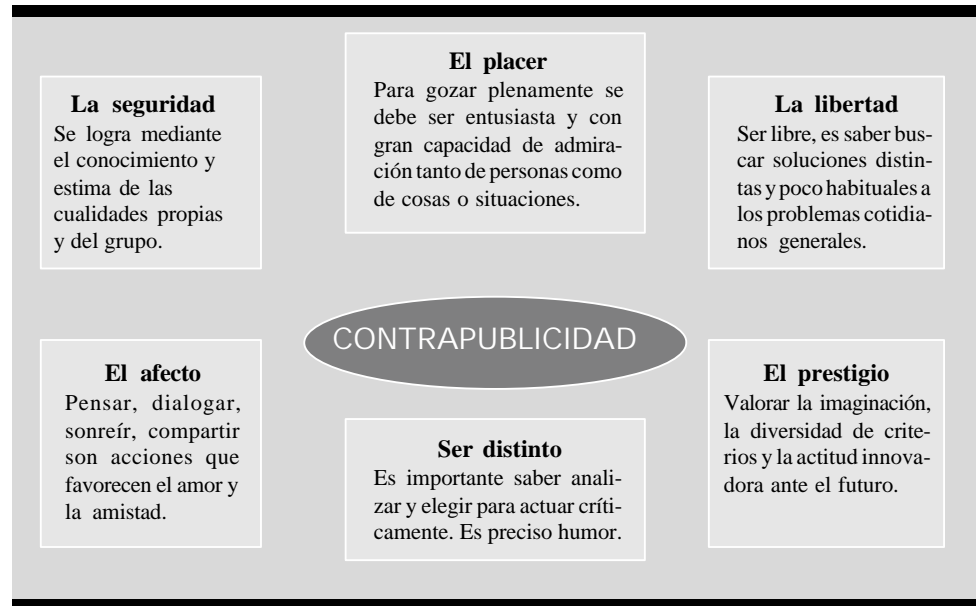 La seguridad
Se logra mediante
el conocimiento y
estima de las
cualidades propias
y del grupo.
El placer
Para gozar plenamente se
debe ser entusiasta y con
gran capacidad de admira-
ción tanto de personas como
de cosas o situaciones.
La libertad
Ser libre, es saber bus-
car soluciones distin-
tas y poco habituales a
los problemas cotidia-
nos generales.
CONTRAPUBLICIDAD
El afecto
Pensar, dialogar,
sonreír, compartir
son acciones que
favorecen el amor y
la amistad.
Ser distinto
Es importante saber anali-
zar y elegir para actuar críti-
camente. Es preciso humor.
El prestigio
Valorar la imaginación,
la diversidad de crite-
rios y la actitud innova-
dora ante el futuro.